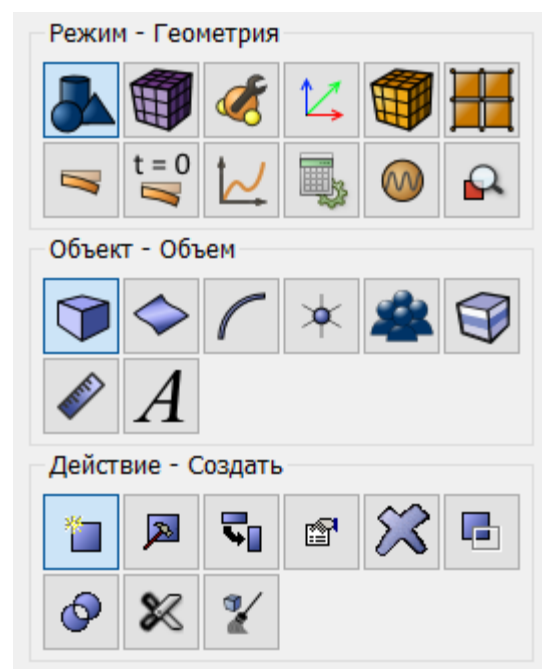 Режим - Геометрия
t = 0
Объект - Объем
A
Действие - Создать